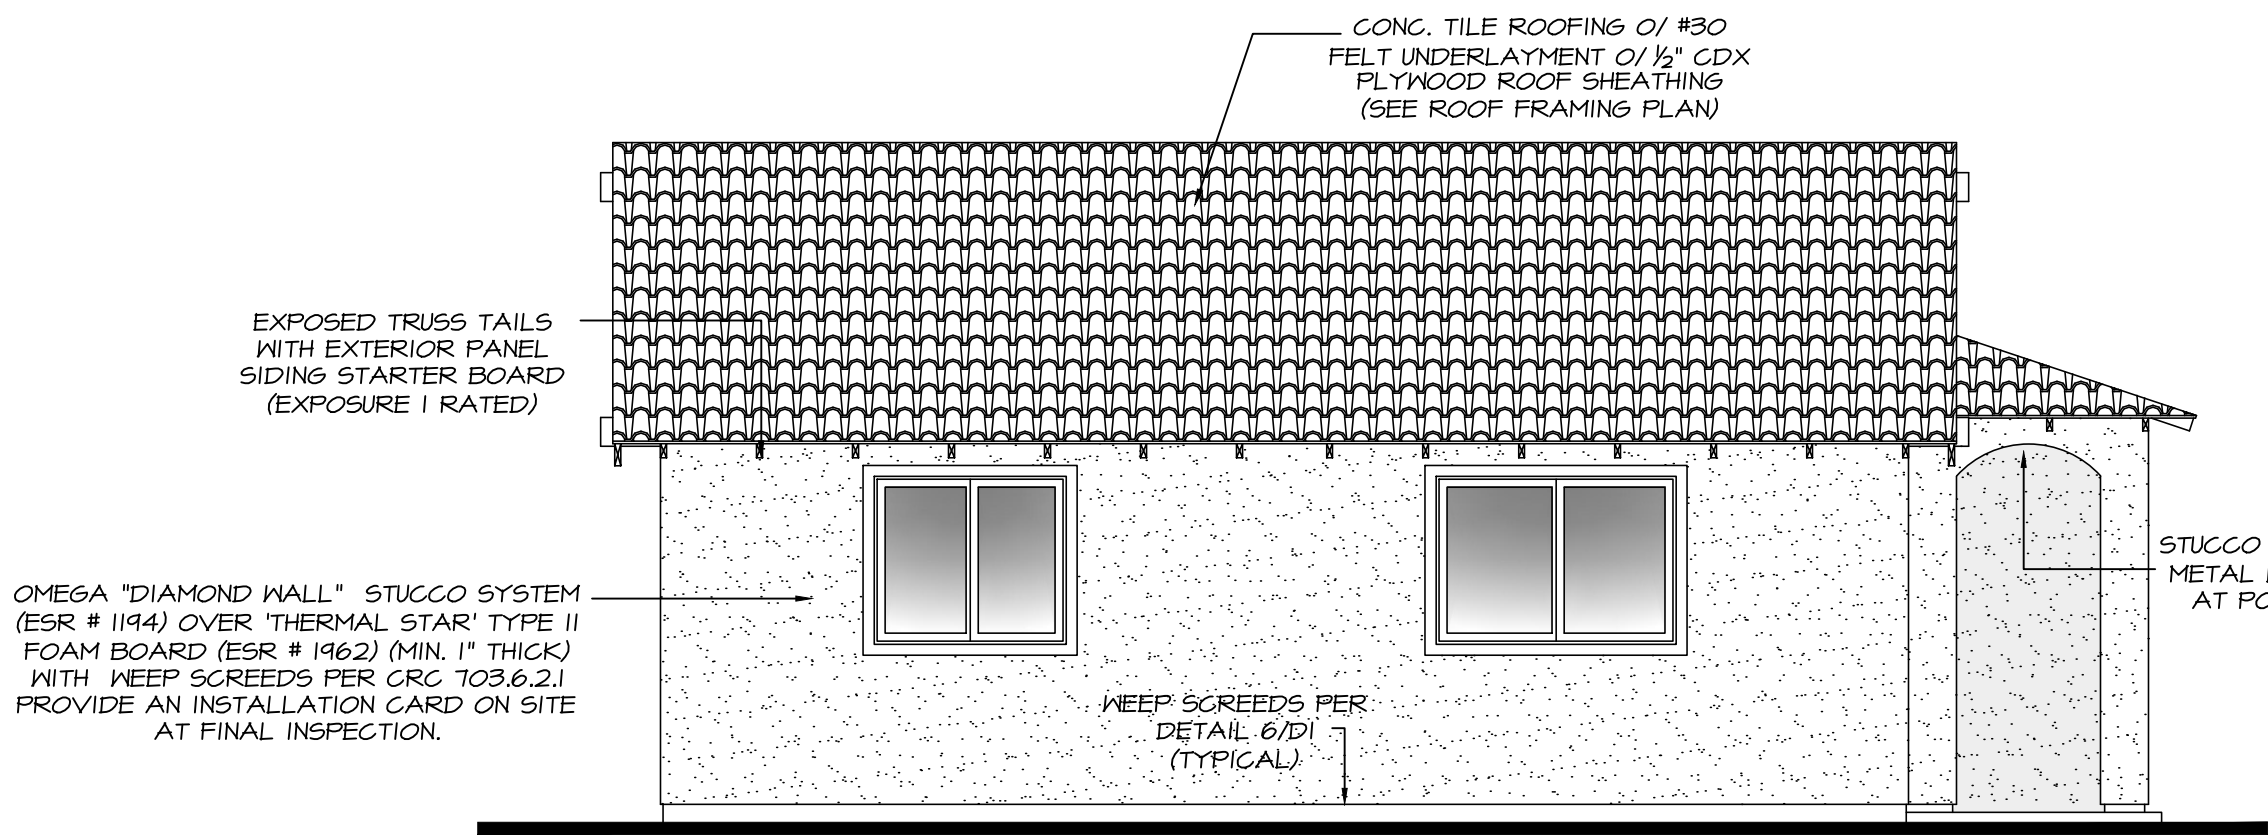 CONC. TILE ROOFING O/ #30
FELT UNDERLAYMENT O/ ½" CDX
PLYWOOD ROOF SHEATHING
(SEE ROOF FRAMING PLAN)
EXPOSED TRUSS TAILS
WITH EXTERIOR PANEL
SIDING STARTER BOARD
(EXPOSURE 1 RATED)
OMEGA "DIAMOND WALL" STUCCO SYSTEM
(ESR # 1194) OVER 'THERMAL STAR' TYPE 11
FOAM BOARD (ESR # 1962) (MIN. 1" THICK)
WITH WEEP SCREEDS PER CRC 703.6.2.1
PROVIDE AN INSTALLATION CARD ON SITE
AT FINAL INSPECTION.
WEEP SCREEDS PER
DETAIL 6/D1
(TYPICAL)
STUCCO
METAL
AT